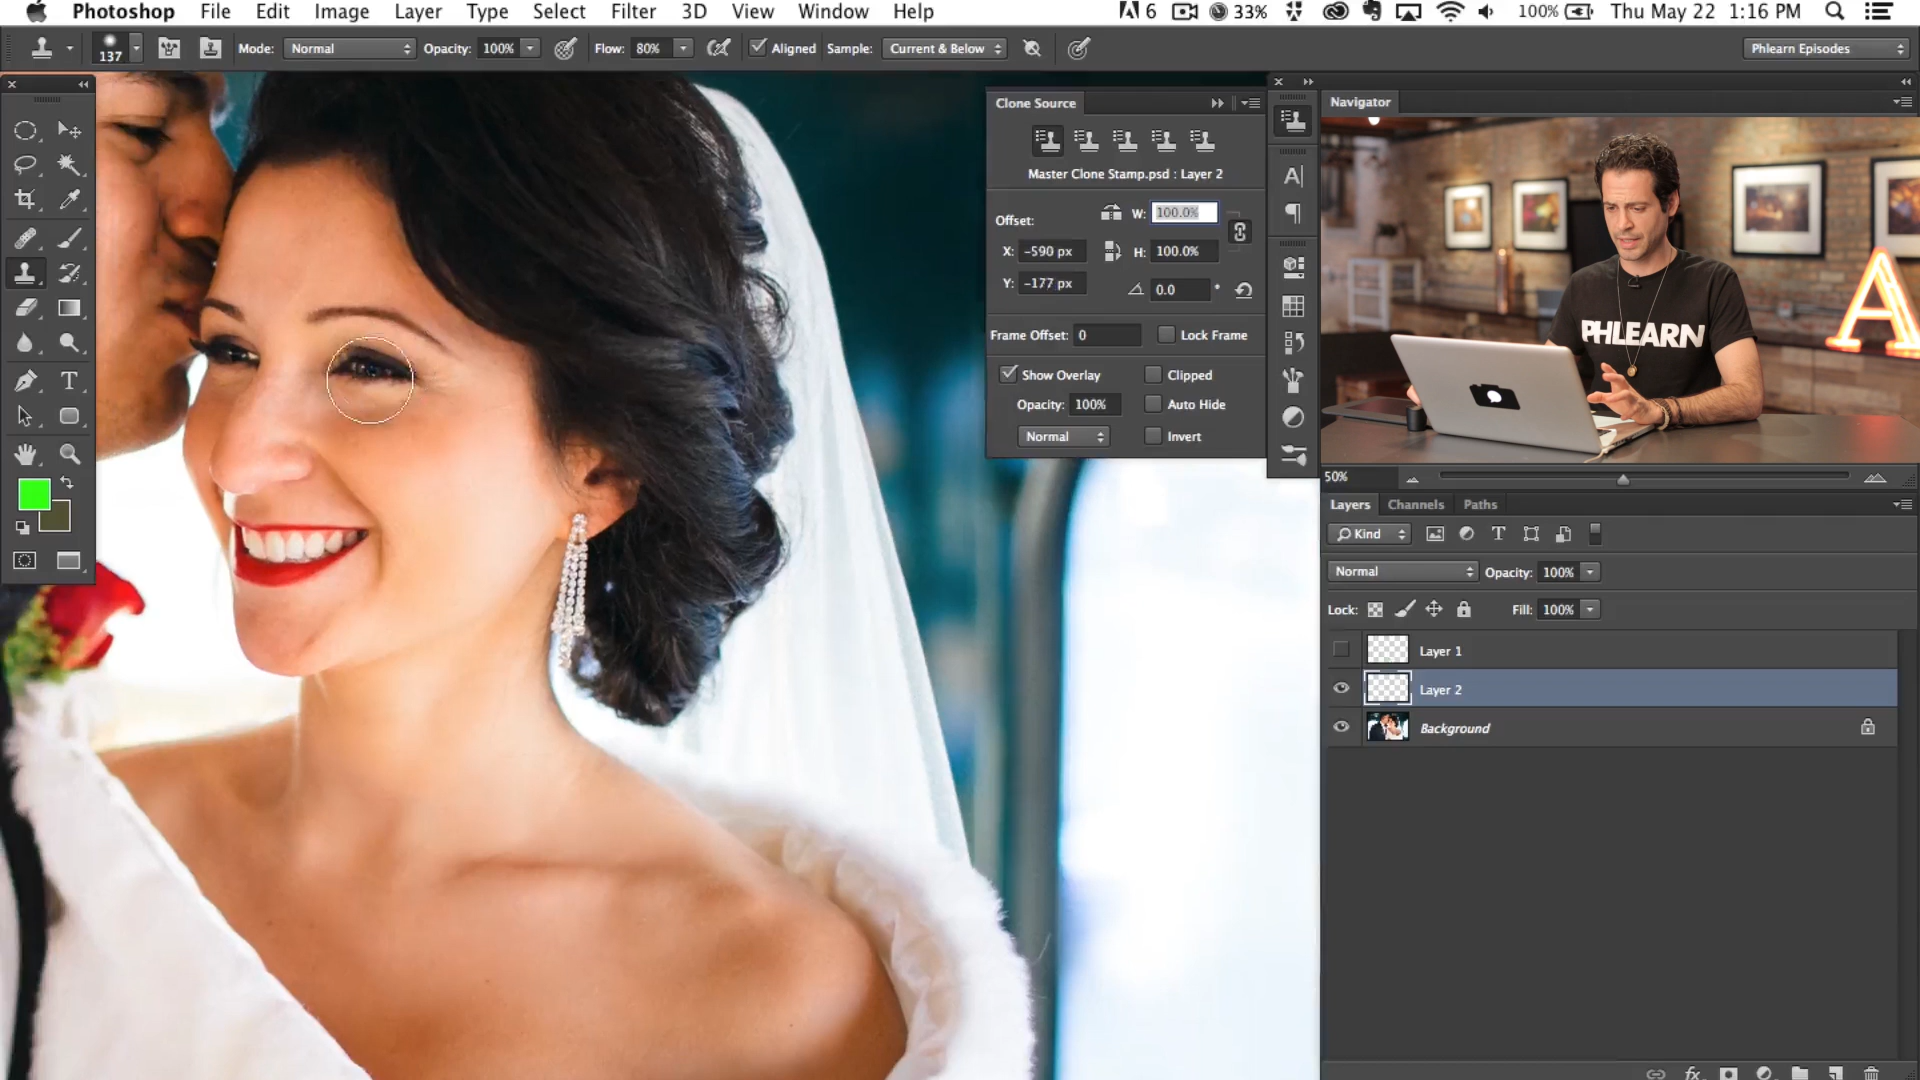 Photoshop File Edit Image Layer Type Select Filter 3D View Window Help 6 33% 100% Thu May 22 1:16 PM
137 Mode: Normal Opacity: 100% Flow: 80% Aligned Sample: Current & Below Phlearn Episodes
Clone Source
Master Clone Stamp.psd : Layer 2
Offset: W: 100.0%
X: -590 px H: 100.0%
Y: -177 px 0.0 °
Frame Offset: 0 Lock Frame
Show Overlay Clipped
Opacity: 100% Auto Hide
Normal Invert
Navigator
PHLEARN
A
50%
Layers Channels Paths
Kind
Normal Opacity: 100%
Lock: Fill: 100%
Layer 1
Layer 2
Background